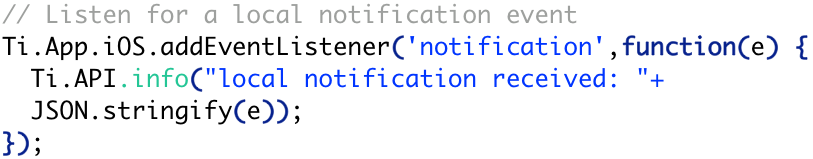 // Listen for a local notification event
Ti.App.iOS.addEventListener('notification',function(e) {
  Ti.API.info("local notification received: "+
  JSON.stringify(e));
});